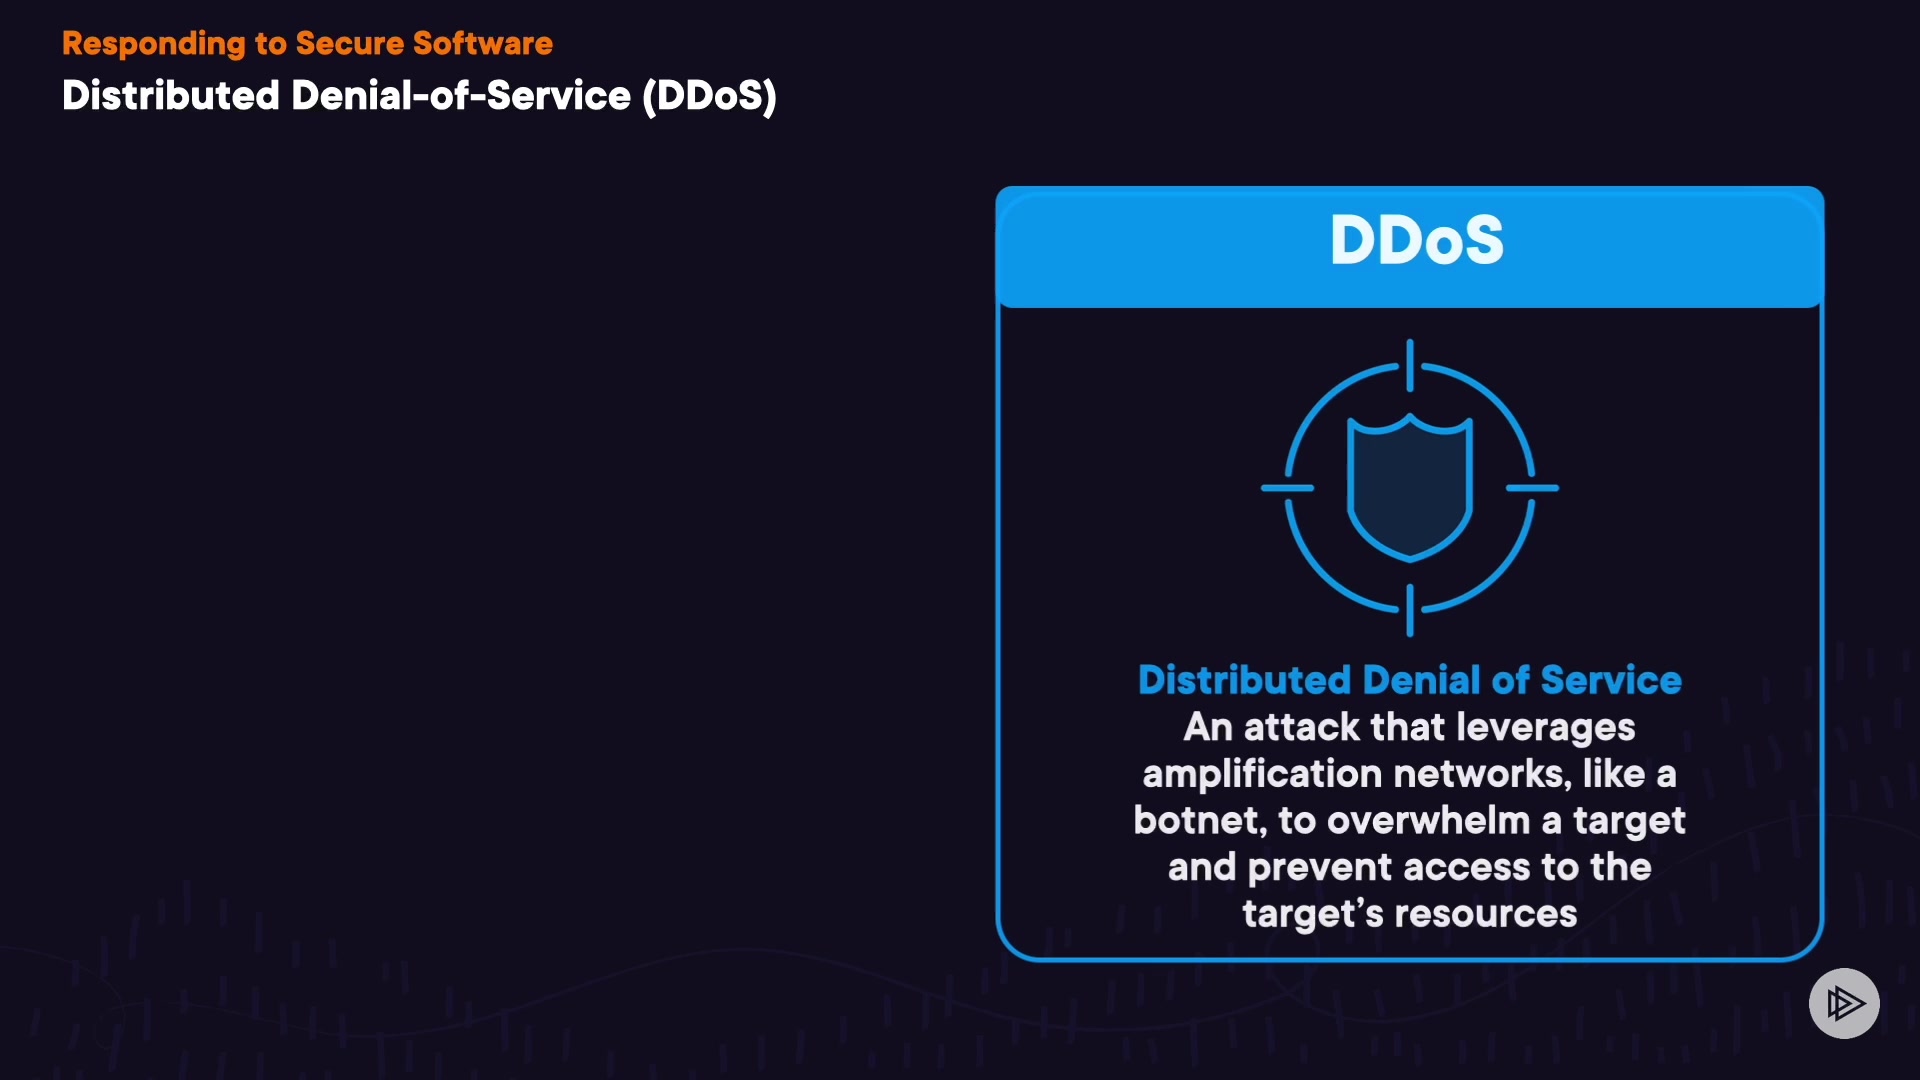 Responding to Secure Software
Distributed Denial-of-Service (DDoS)
DDoS
Distributed Denial of Service
An attack that leverages
amplification networks, like a
botnet, to overwhelm a target
and prevent access to the
target’s resources